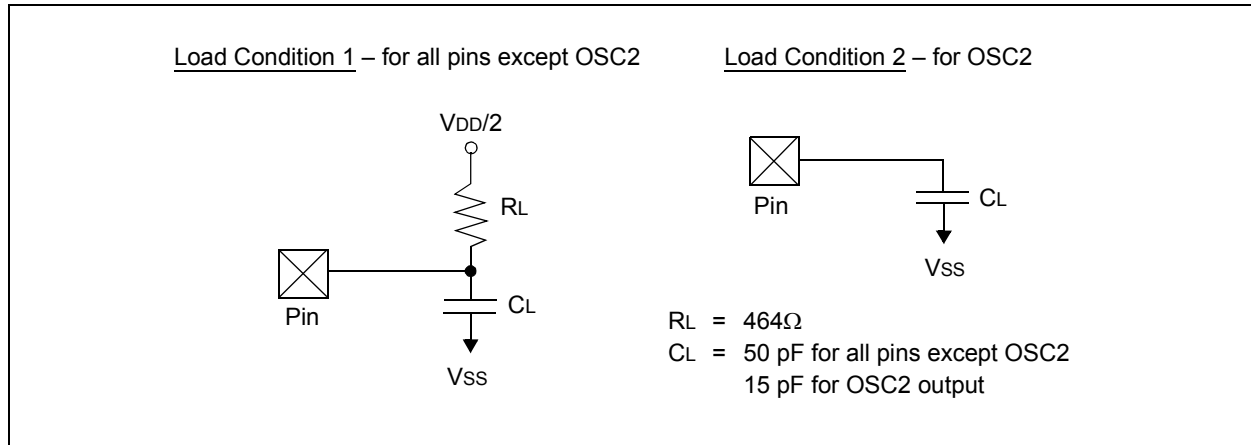 Load Condition 1 – for all pins except OSC2
Load Condition 2 – for OSC2
VDD/2
RL
Pin
CL
VSS
Pin
CL
VSS
RL = 464Ω
CL = 50 pF for all pins except OSC2
15 pF for OSC2 output